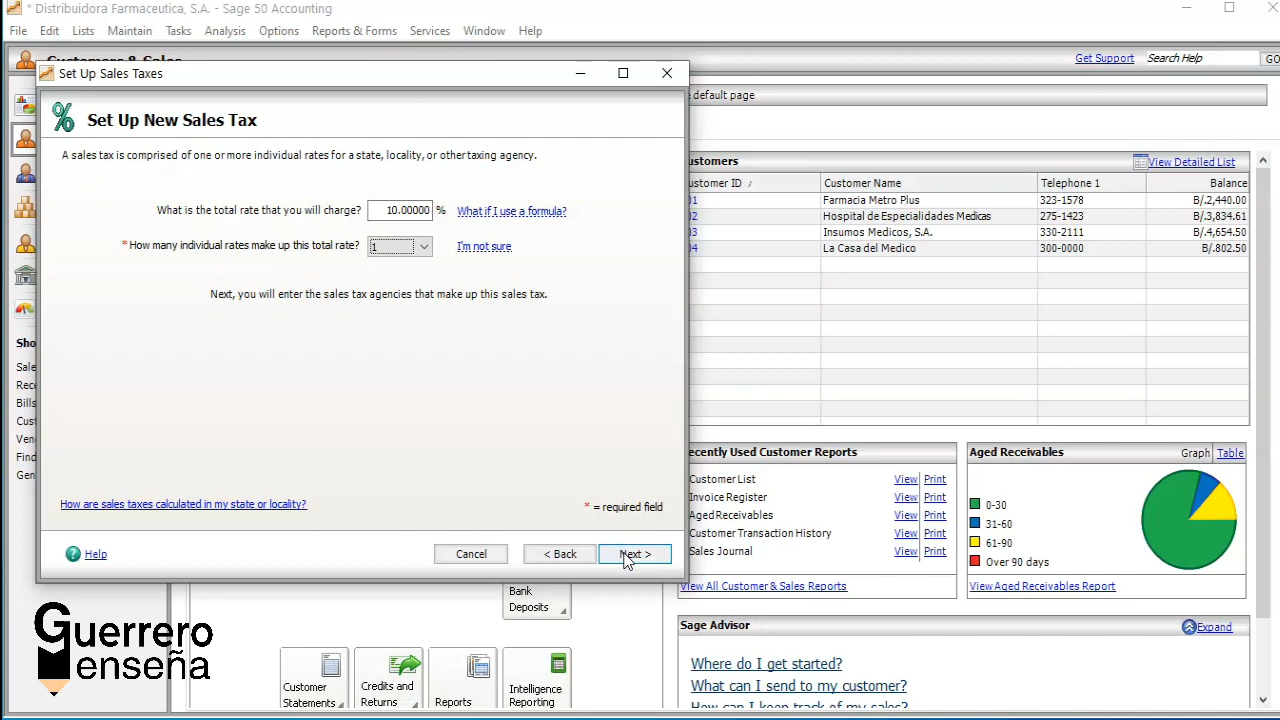 * Distribuidora Farmaceutica, S.A. - Sage 50 Accounting
File Edit Lists Maintain Tasks Analysis Options Reports & Forms Services Window Help
Get Support Search Help GO
Set Up Sales Taxes
default page
Set Up New Sales Tax
A sales tax is comprised of one or more individual rates for a state, locality, or other taxing agency.
What is the total rate that you will charge? 10.00000 % What if I use a formula?
* How many individual rates make up this total rate? 1 I'm not sure
Next, you will enter the sales tax agencies that make up this sales tax.
How are sales taxes calculated in my state or locality?
* = required field
Help Cancel < Back Next >
View Detailed List
Customer Name Telephone 1 Balance
Farmacia Metro Plus 323-1578 B/.2,440.00
Hospital de Especialidades Medicas 275-1423 B/.3,834.61
Insumos Medicos, S.A. 330-2111 B/.4,654.50
La Casa del Medico 300-0000 B/.802.50
Used Customer Reports
Customer List View Print
Invoice Register View Print
Aged Receivables View Print
Customer Transaction History View Print
Sales Journal View Print
View All Customer & Sales Reports
Aged Receivables Graph Table
0-30
31-60
61-90
Over 90 days
View Aged Receivables Report
Bank
Deposits
Sage Advisor Expand
Where do I get started?
What can I send to my customer?
How can I keep track of my sales?
Customer
Statements
Credits and
Returns
Reports
Intelligence
Reporting
Guerrero
enseña